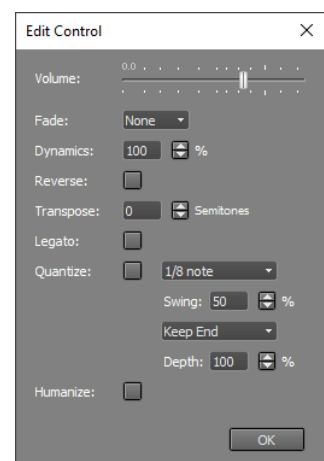 Edit Control
0.0
Volume:
Fade: None
Dynamics: 100 %
Reverse:
Transpose: 0 Semitones
Legato:
Quantize: 1/8 note
Swing: 50 %
Keep End
Depth: 100 %
Humanize:
OK